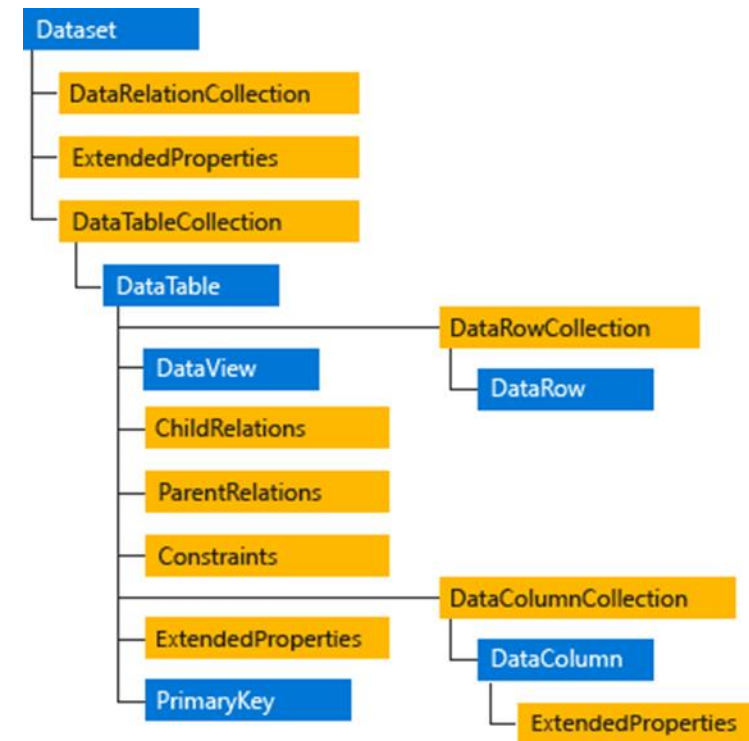 Dataset
DataRelationCollection
ExtendedProperties
DataTableCollection
DataTable
DataRowCollection
DataView
DataRow
ChildRelations
ParentRelations
Constraints
DataColumnCollection
ExtendedProperties
DataColumn
PrimaryKey
ExtendedProperties